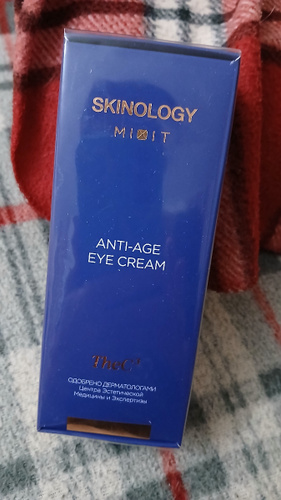 SKINOLOGY
MIXIT
ANTI-AGE
EYE CREAM
ОДОБРЕНО ДЕРМАТОЛОГАМИ
Центра Эстетической
Медицины и Экспертизы